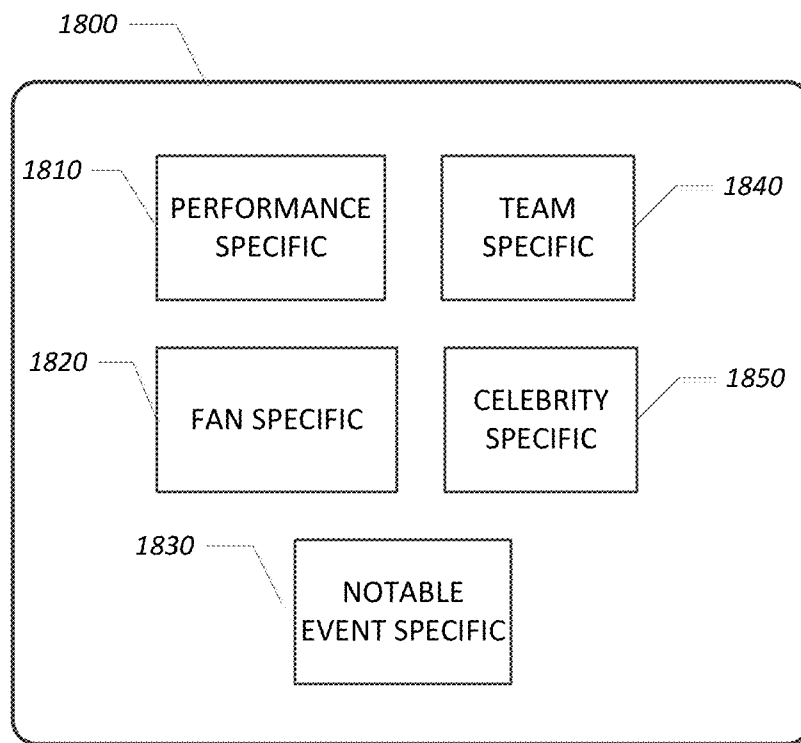 1800
1810
PERFORMANCE
SPECIFIC
TEAM
SPECIFIC
1840
1820
FAN SPECIFIC
CELEBRITY
SPECIFIC
1850
1830
NOTABLE
EVENT SPECIFIC